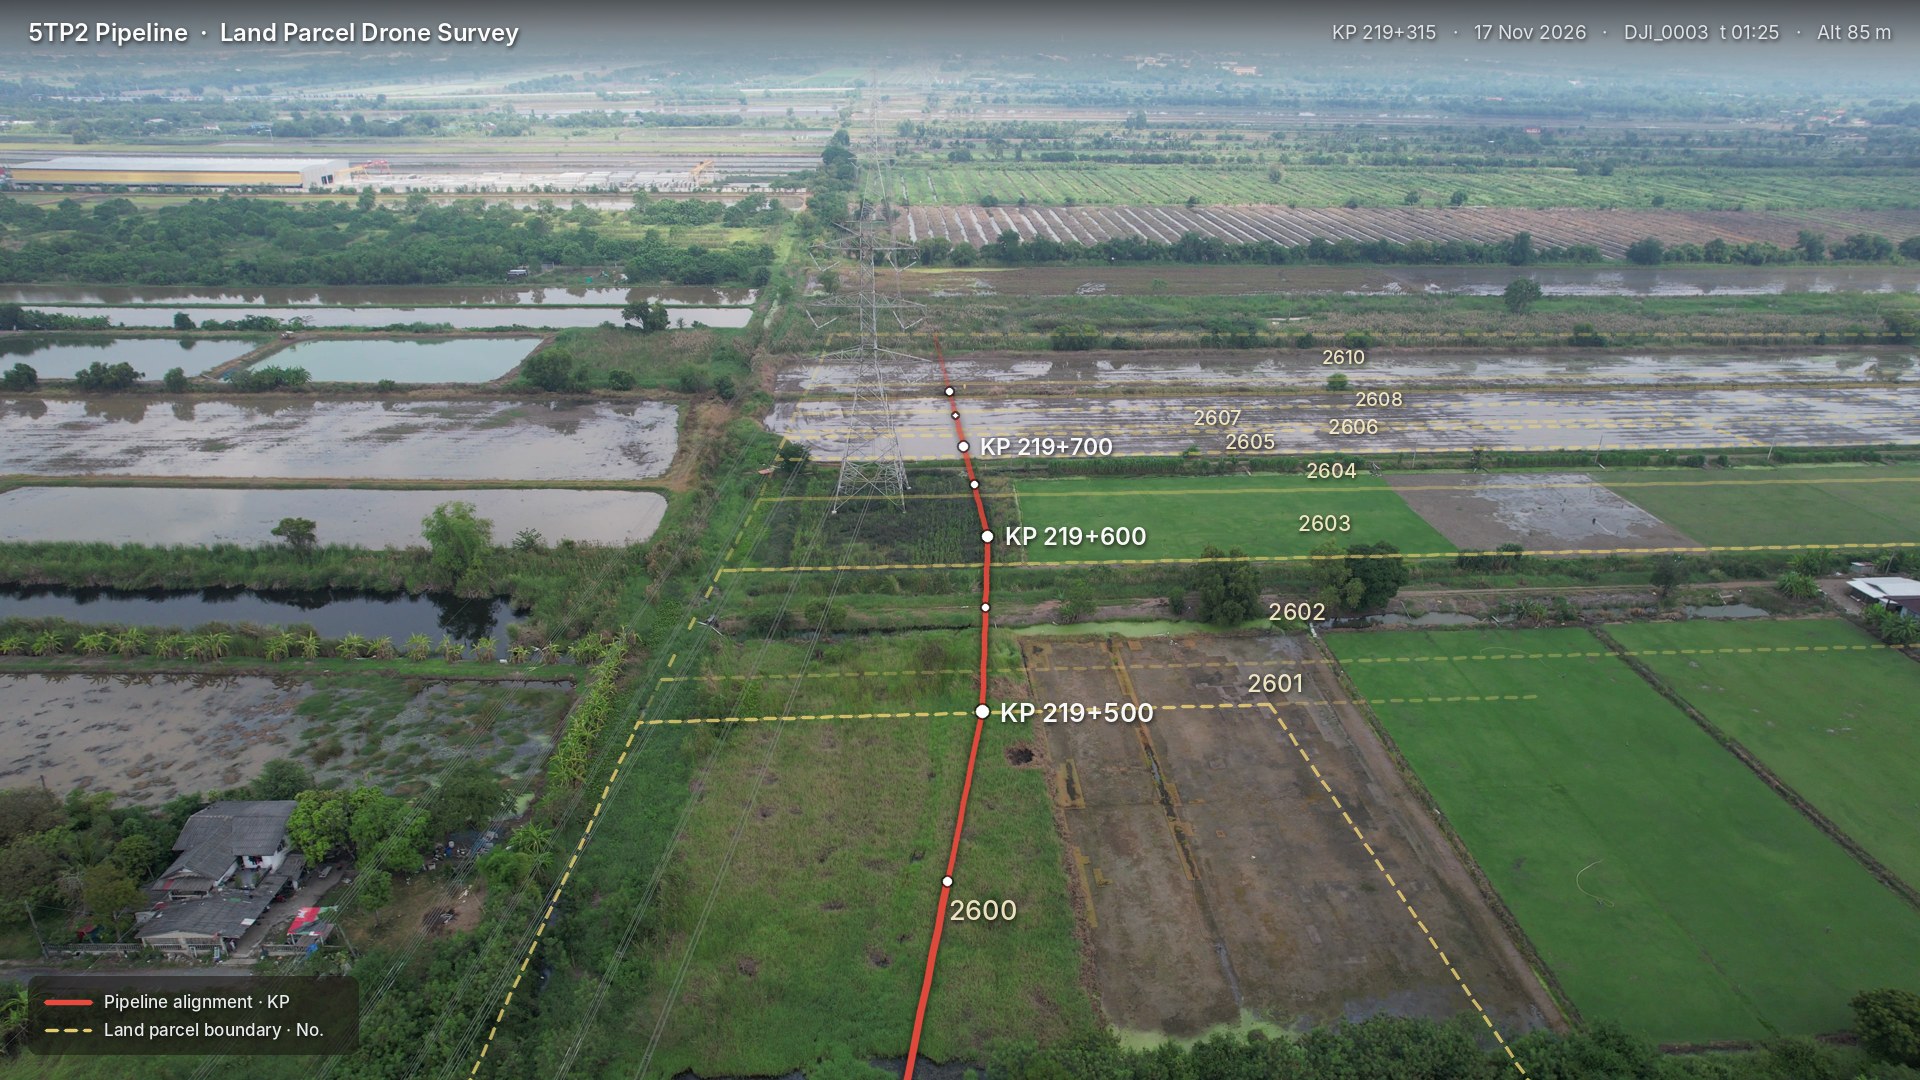 5TP2 Pipeline · Land Parcel Drone Survey
KP 219+315 · 17 Nov 2026 · DJI_0003 t 01:25 · Alt 85 m
2610
2608
2607
2606
2605
KP 219+700
2604
2603
KP 219+600
2602
2601
KP 219+500
2600
Pipeline alignment · KP
Land parcel boundary · No.